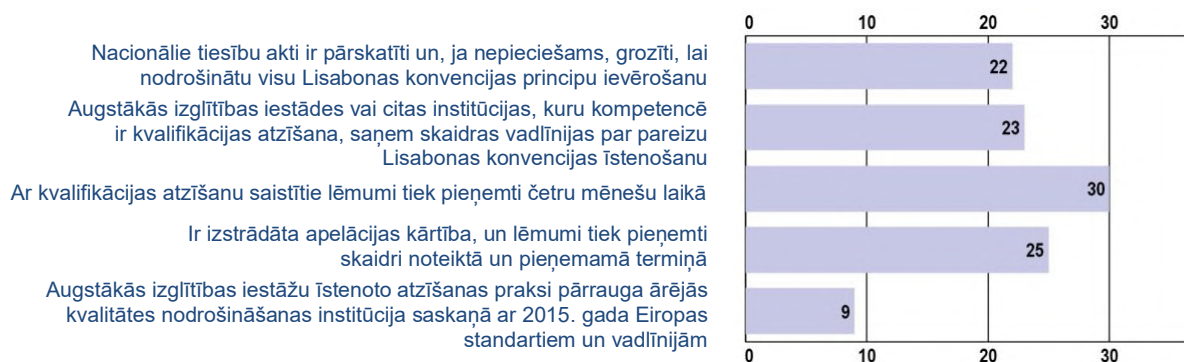 0 10 20 30
Nacionālie tiesību akti ir pārskatīti un, ja nepieciešams, grozīti, lai
nodrošinātu visu Lisabonas konvencijas principu ievērošanu
22
Augstākās izglītības iestādes vai citas institūcijas, kuru kompetencē
ir kvalifikācijas atzīšana, saņem skaidras vadlīnijas par pareizu
Lisabonas konvencijas īstenošanu
23
Ar kvalifikācijas atzīšanu saistītie lēmumi tiek pieņemti četru mēnešu laikā
30
Ir izstrādāta apelācijas kārtība, un lēmumi tiek pieņemti
skaidri noteiktā un pieņemamā termiņā
25
Augstākās izglītības iestāžu īstenoto atzīšanas praksi pārrauga ārējās
kvalitātes nodrošināšanas institūcija saskaņā ar 2015. gada Eiropas
standartiem un vadlīnijām
9
0 10 20 30